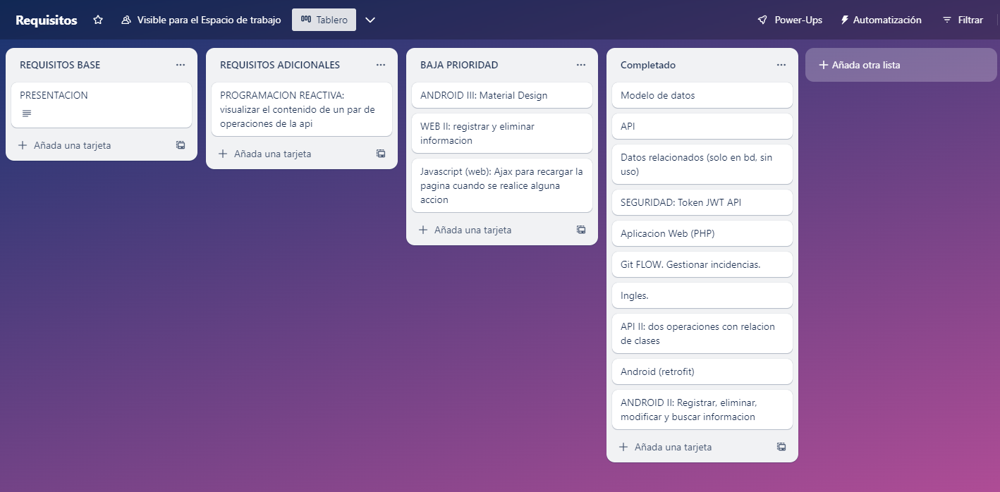 Requisitos
Visible para el Espacio de trabajo
Tablero
Power-Ups
Automatización
Filtrar
REQUISITOS BASE
PRESENTACION
Añada una tarjeta
REQUISITOS ADICIONALES
PROGRAMACION REACTIVA:
visualizar el contenido de un par de
operaciones de la api
Añada una tarjeta
BAJA PRIORIDAD
ANDROID III: Material Design
WEB II: registrar y eliminar
informacion
Javascript (web): Ajax para recargar la
pagina cuando se realice alguna
accion
Añada una tarjeta
Completado
Modelo de datos
API
Datos relacionados (solo en bd, sin
uso)
SEGURIDAD: Token JWT API
Aplicacion Web (PHP)
Git FLOW. Gestionar incidencias.
Ingles.
API II: dos operaciones con relacion
de clases
Android (retrofit)
ANDROID II: Registrar, eliminar,
modificar y buscar informacion
Añada una tarjeta
Añada otra lista